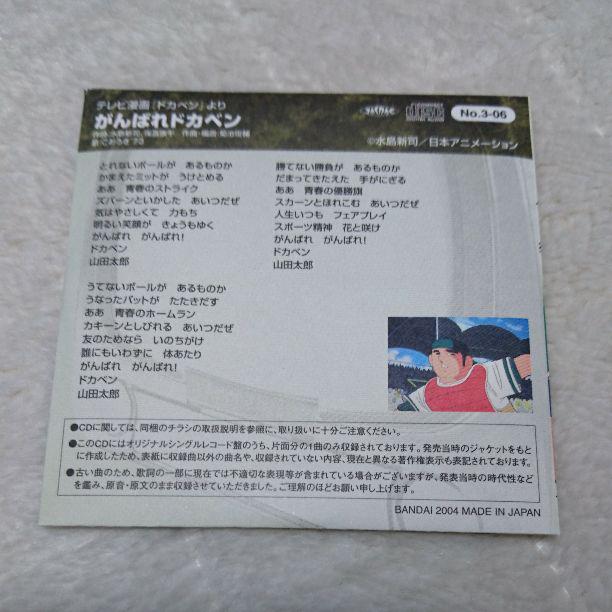 テレビ漫画「ドカベン」より
がんばれドカベン
歌・こおろぎ'73
COMPACT
disc
DIGITAL AUDIO
No.3-06
©水島新司／日本アニメーション
とれないボールが あるものか
かまえたミットが うけとめる
ああ 青春のストライク
ズバーンといかした あいつだぜ
気はやさしくて 力もち
明るい笑顔が きょうもゆく
がんばれ がんばれ!
ドカベン
山田太郎
うてないボールが あるものか
うなったバットが たたきだす
ああ 青春のホームラン
カキーンとしびれる あいつだぜ
友のためなら いのちがけ
誰にもいわずに 体あたり
がんばれ がんばれ!
ドカベン
山田太郎
勝てない勝負が あるものか
だまってきたえた 手がにぎる
ああ 青春の優勝旗
スカーンとほれこむ あいつだぜ
人生いつも フェアプレイ
スポーツ精神 花と咲け
がんばれ がんばれ!
ドカベン
山田太郎
●CDに関しては、同梱のチラシの取扱説明を参照に、取り扱いに十分ご注意ください。
●このCDにはオリジナルシングルレコード盤のうち、片面分の1曲のみ収録されております。発売当時のジャケットをもと
に作成したため、表紙に収録曲以外の曲名や、収録されていない内容、現在と異なる著作権表示も表記されております。
●古い曲のため、歌詞の一部に現在では不適切な表現等が含まれている場合がございますが、発表当時の時代性など
を鑑み、原音・原文のまま収録させていただきました。ご理解のほどお願い申し上げます。
BANDAI 2004 MADE IN JAPAN